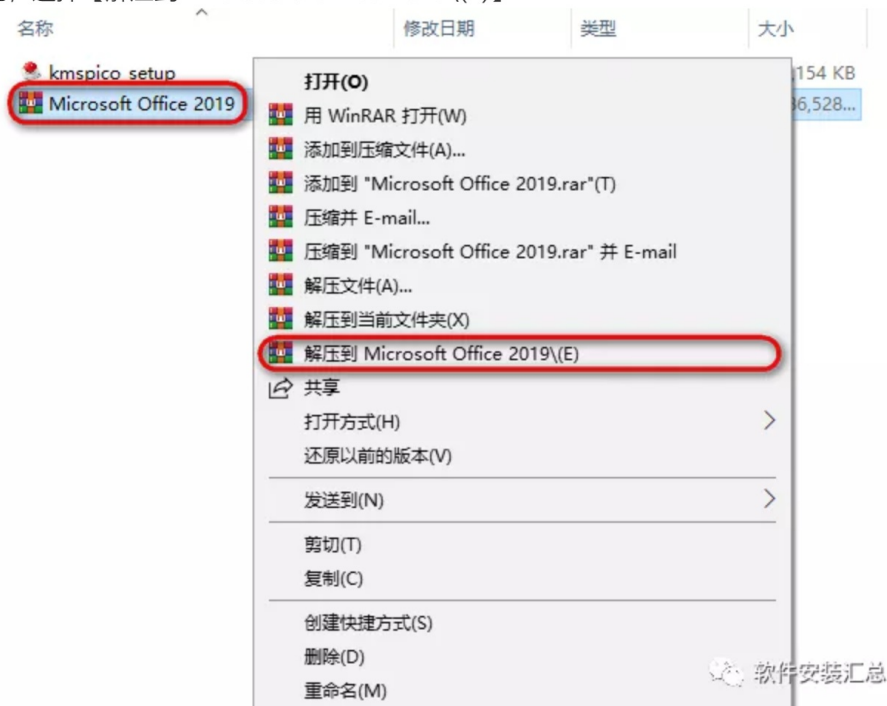 名称 修改日期 类型 大小
kmspico_setup ,154 KB
Microsoft Office 2019 36,528...
打开(O)
用 WinRAR 打开(W)
添加到压缩文件(A)...
添加到 "Microsoft Office 2019.rar"(T)
压缩并 E-mail...
压缩到 "Microsoft Office 2019.rar" 并 E-mail
解压文件(A)...
解压到当前文件夹(X)
解压到 Microsoft Office 2019\(E)
共享
打开方式(H)
还原以前的版本(V)
发送到(N)
剪切(T)
复制(C)
创建快捷方式(S)
删除(D)
重命名(M)
软件安装汇总